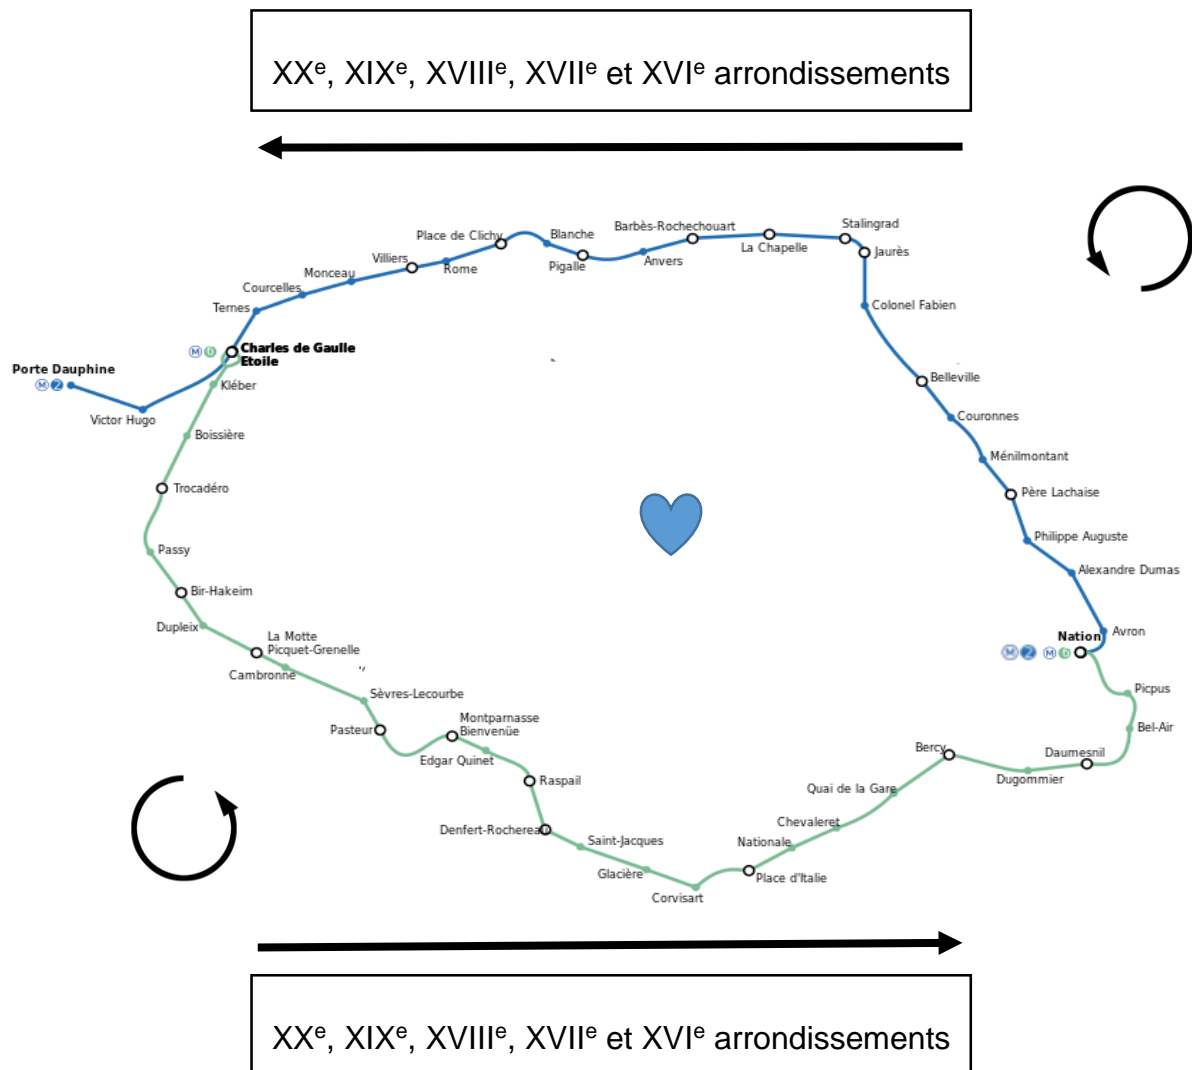 XXᵉ, XIXᵉ, XVIIIᵉ, XVIIᵉ et XVIᵉ arrondissements
Stalingrad
Barbès-Rochechouart
Place de Clichy
Blanche
La Chapelle
Jaurès
Villiers
Pigalle
Anvers
Rome
Monceau
Courcelles
Ternes
Colonel Fabien
M 6
Charles de Gaulle
Etoile
Porte Dauphine
M 2
Kléber
Belleville
Victor Hugo
Couronnes
Boissière
Ménilmontant
Trocadéro
Père Lachaise
Philippe Auguste
Passy
Alexandre Dumas
Bir-Hakeim
Dupleix
La Motte
Picquet-Grenelle
Avron
Nation
M 2 M 6
Cambronne
Sèvres-Lecourbe
Picpus
Montparnasse
Bienvenüe
Pasteur
Bel-Air
Edgar Quinet
Bercy
Daumesnil
Raspail
Dugommier
Quai de la Gare
Chevaleret
Denfert-Rochereau
Saint-Jacques
Nationale
Glacière
Place d'Italie
Corvisart
XXᵉ, XIXᵉ, XVIIIᵉ, XVIIᵉ et XVIᵉ arrondissements